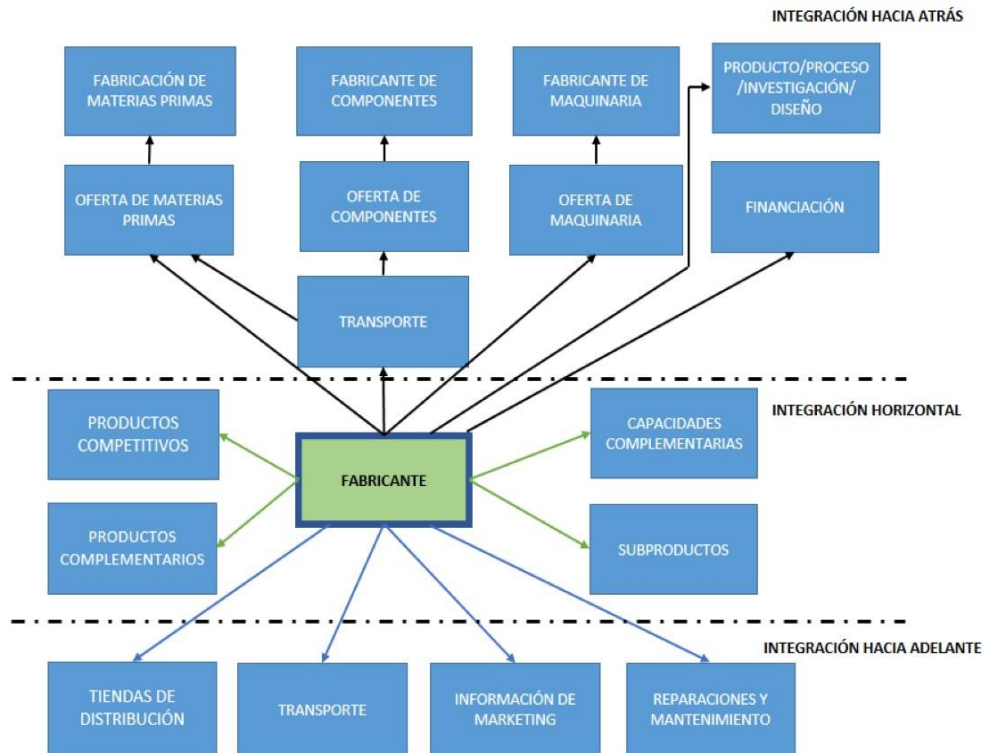 INTEGRACIÓN HACIA ATRÁS
FABRICACIÓN DE
MATERIAS PRIMAS
FABRICANTE DE
COMPONENTES
FABRICANTE DE
MAQUINARIA
PRODUCTO/PROCESO
/INVESTIGACIÓN/
DISEÑO
OFERTA DE MATERIAS
PRIMAS
OFERTA DE
COMPONENTES
OFERTA DE
MAQUINARIA
FINANCIACIÓN
TRANSPORTE
INTEGRACIÓN HORIZONTAL
PRODUCTOS
COMPETITIVOS
CAPACIDADES
COMPLEMENTARIAS
FABRICANTE
PRODUCTOS
COMPLEMENTARIOS
SUBPRODUCTOS
INTEGRACIÓN HACIA ADELANTE
TIENDAS DE
DISTRIBUCIÓN
TRANSPORTE
INFORMACIÓN DE
MARKETING
REPARACIONES Y
MANTENIMIENTO